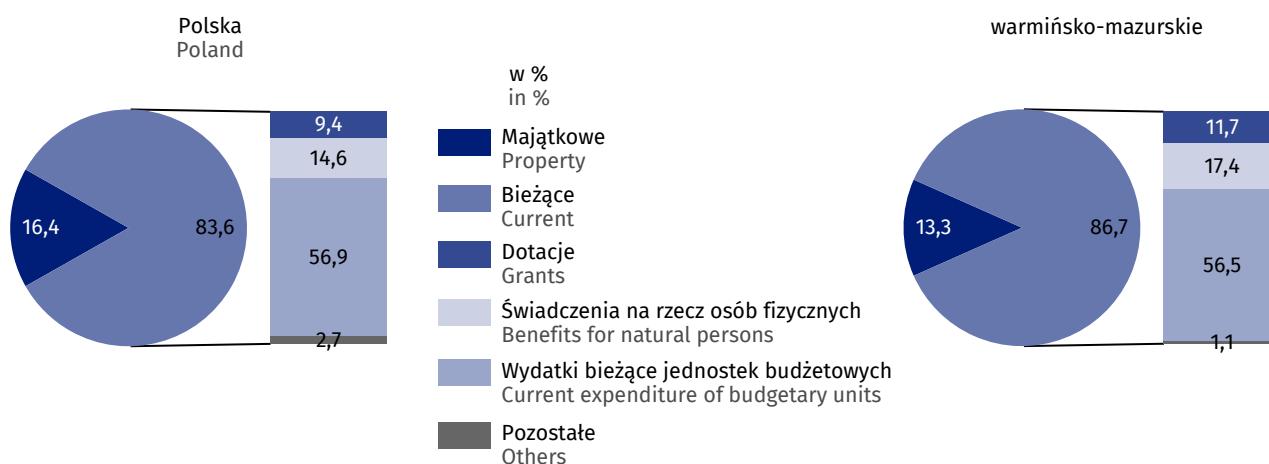 Polska
Poland
16,4
83,6
9,4
14,6
56,9
2,7
w %
in %
Majątkowe
Property
Bieżące
Current
Dotacje
Grants
Świadczenia na rzecz osób fizycznych
Benefits for natural persons
Wydatki bieżące jednostek budżetowych
Current expenditure of budgetary units
Pozostałe
Others
warmińsko-mazurskie
13,3
86,7
11,7
17,4
56,5
1,1